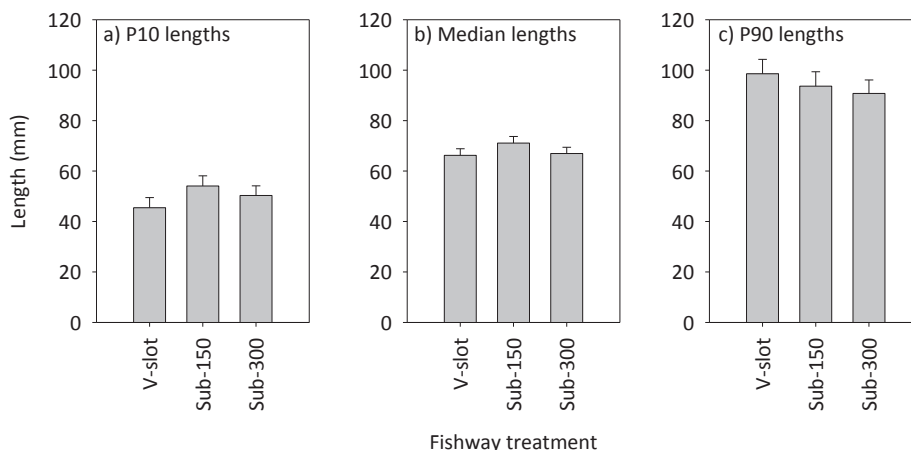 a) P10 lengths
b) Median lengths
c) P90 lengths
Length (mm)
120
100
80
60
40
20
0
V-slot
Sub-150
Sub-300
120
100
80
60
40
20
0
V-slot
Sub-150
Sub-300
120
100
80
60
40
20
0
V-slot
Sub-150
Sub-300
Fishway treatment